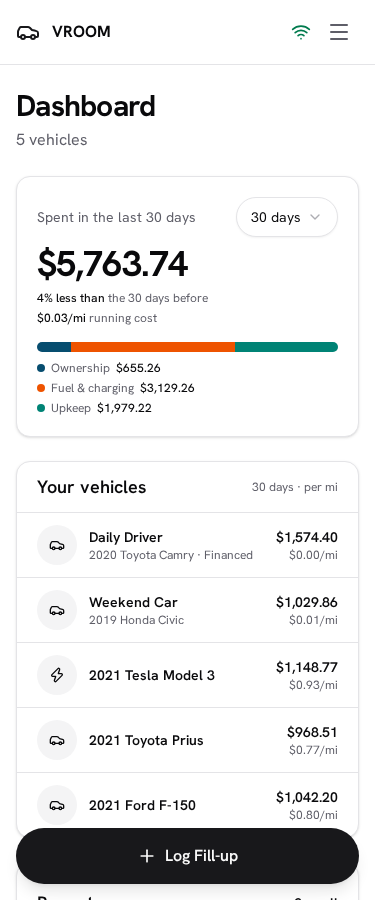 VROOM
Dashboard
5 vehicles
Spent in the last 30 days
30 days
$5,763.74
4% less than the 30 days before
$0.03/mi running cost
Ownership $655.26
Fuel & charging $3,129.26
Upkeep $1,979.22
Your vehicles
30 days · per mi
Daily Driver
$1,574.40
2020 Toyota Camry · Financed
$0.00/mi
Weekend Car
$1,029.86
2019 Honda Civic
$0.01/mi
2021 Tesla Model 3
$1,148.77
$0.93/mi
2021 Toyota Prius
$968.51
$0.77/mi
2021 Ford F-150
$1,042.20
$0.80/mi
Log Fill-up